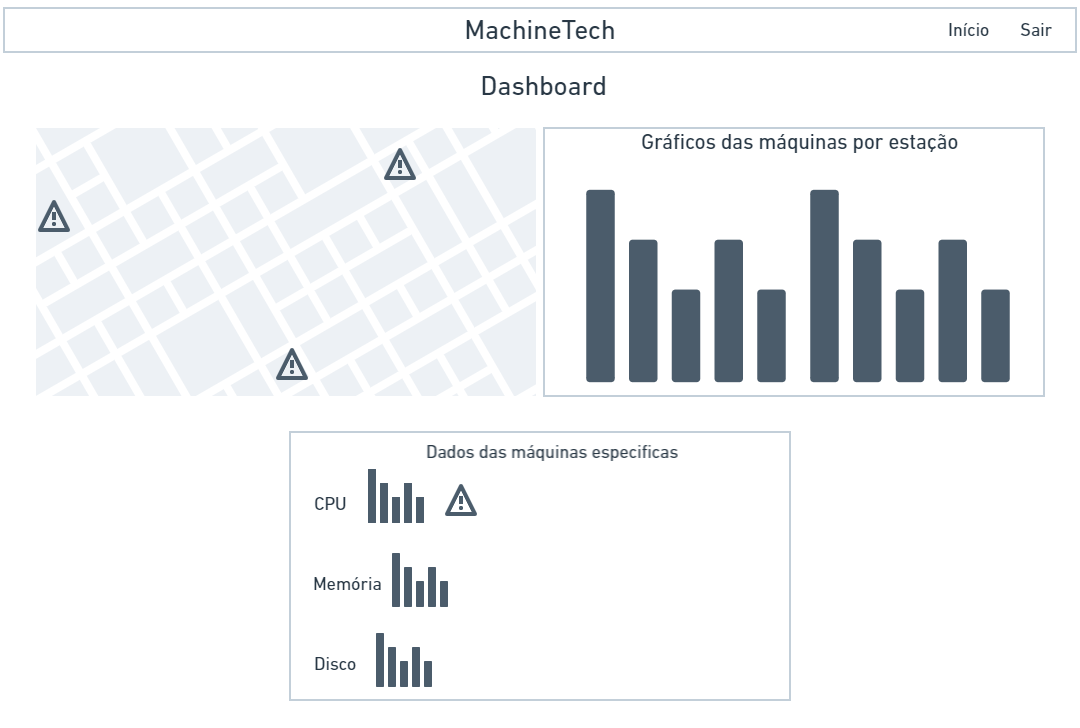 MachineTech
Início
Sair
Dashboard
Gráficos das máquinas por estação
Dados das máquinas especificas
CPU
Memória
Disco